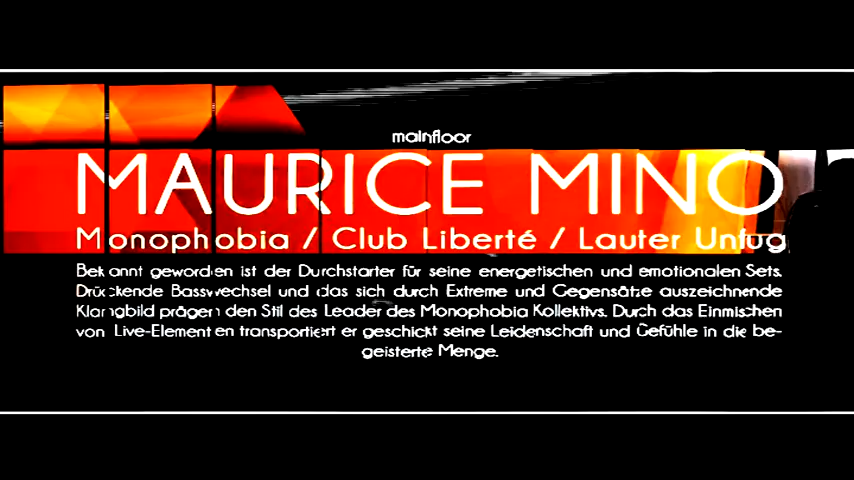 mainfloor
MAURICE MINO
Monophobia / Club Liberté / Lauter Unfug
Bekannt geworden ist der Durchstarter für seine energetischen und emotionalen Sets.
Drückende Basswechsel und das sich durch Extreme und Gegensätze auszeichnende
Klangbild prägen den Stil des Leader des Monophobia Kollektivs. Durch das Einmischen
von Live-Elementen transportiert er geschickt seine Leidenschaft und Gefühle in die be-
geisterte Menge.